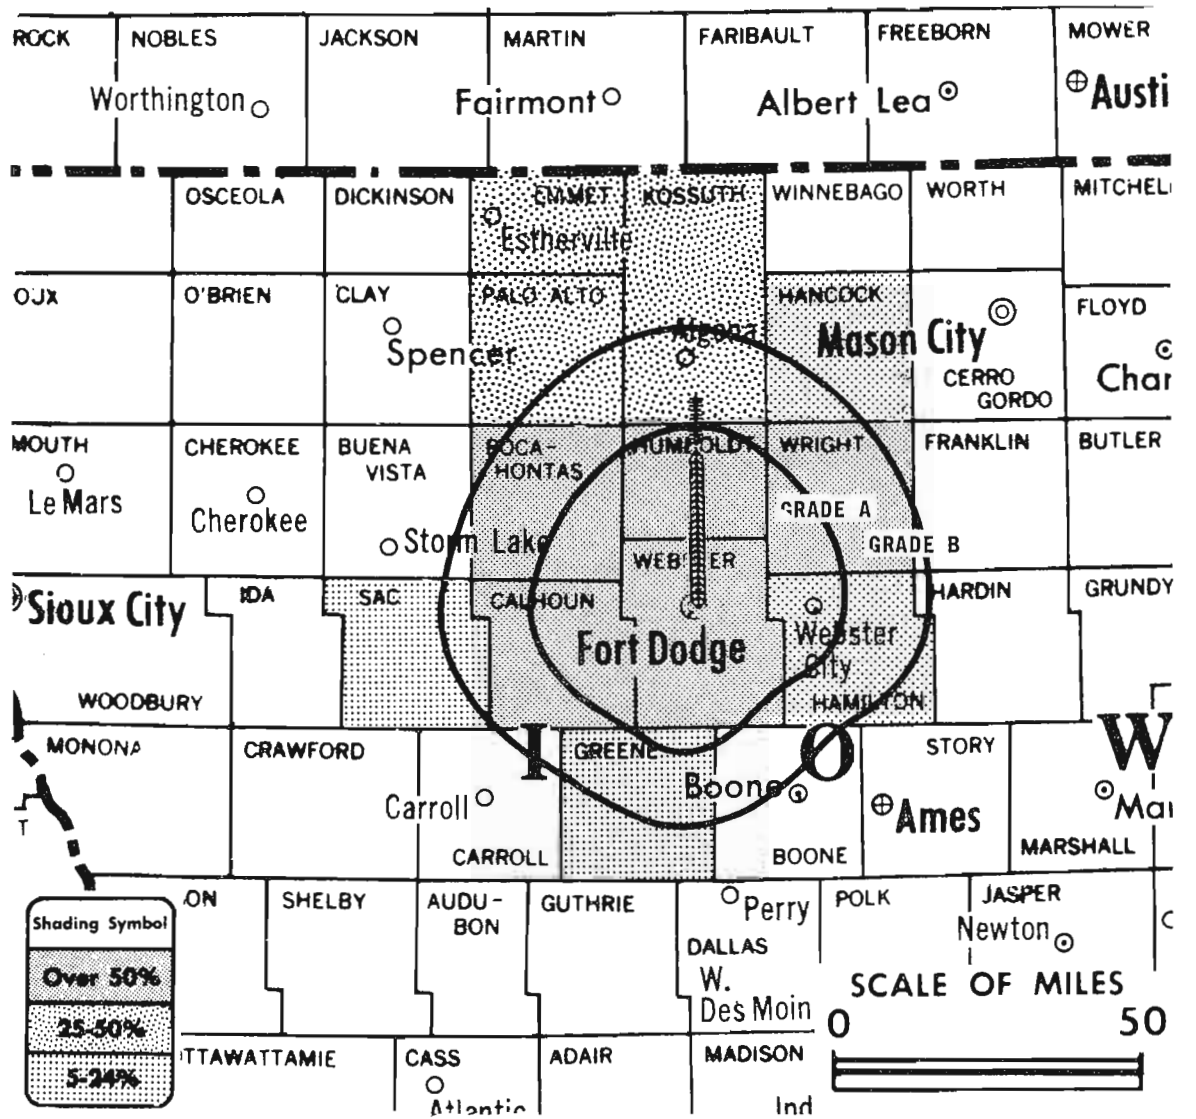 ROCK NOBLES JACKSON MARTIN FARIBAULT FREEBORN MOWER
Worthington Fairmont Albert Lea Austi
OSCEOLA DICKINSON EMMET KOSSUTH WINNEBAGO WORTH MITCHEL
Estherville
OUX O'BRIEN CLAY PALO ALTO HANCOCK FLOYD
Spencer Algona Mason City
CERRO
GORDO
Char
MOUTH CHEROKEE BUENA
VISTA
POCA-
HONTAS
HUMBOLDT WRIGHT FRANKLIN BUTLER
Le Mars Cherokee Storm Lake
GRADE A
GRADE B
WEBSTER
Sioux City IDA SAC CALHOUN HARDIN GRUNDY
Fort Dodge Webster
City
WOODBURY HAMILTON
MONONA CRAWFORD I GREENE O STORY W
Carroll Boone Ames Mar
T
CARROLL BOONE MARSHALL
ON SHELBY AUDU-
BON
GUTHRIE Perry POLK JASPER
Newton
DALLAS
W.
Des Moin
Shading Symbol
Over 50%
25-50%
5-24%
SCALE OF MILES
0 50
TTAWATTAMIE CASS ADAIR MADISON
Atlantic Ind